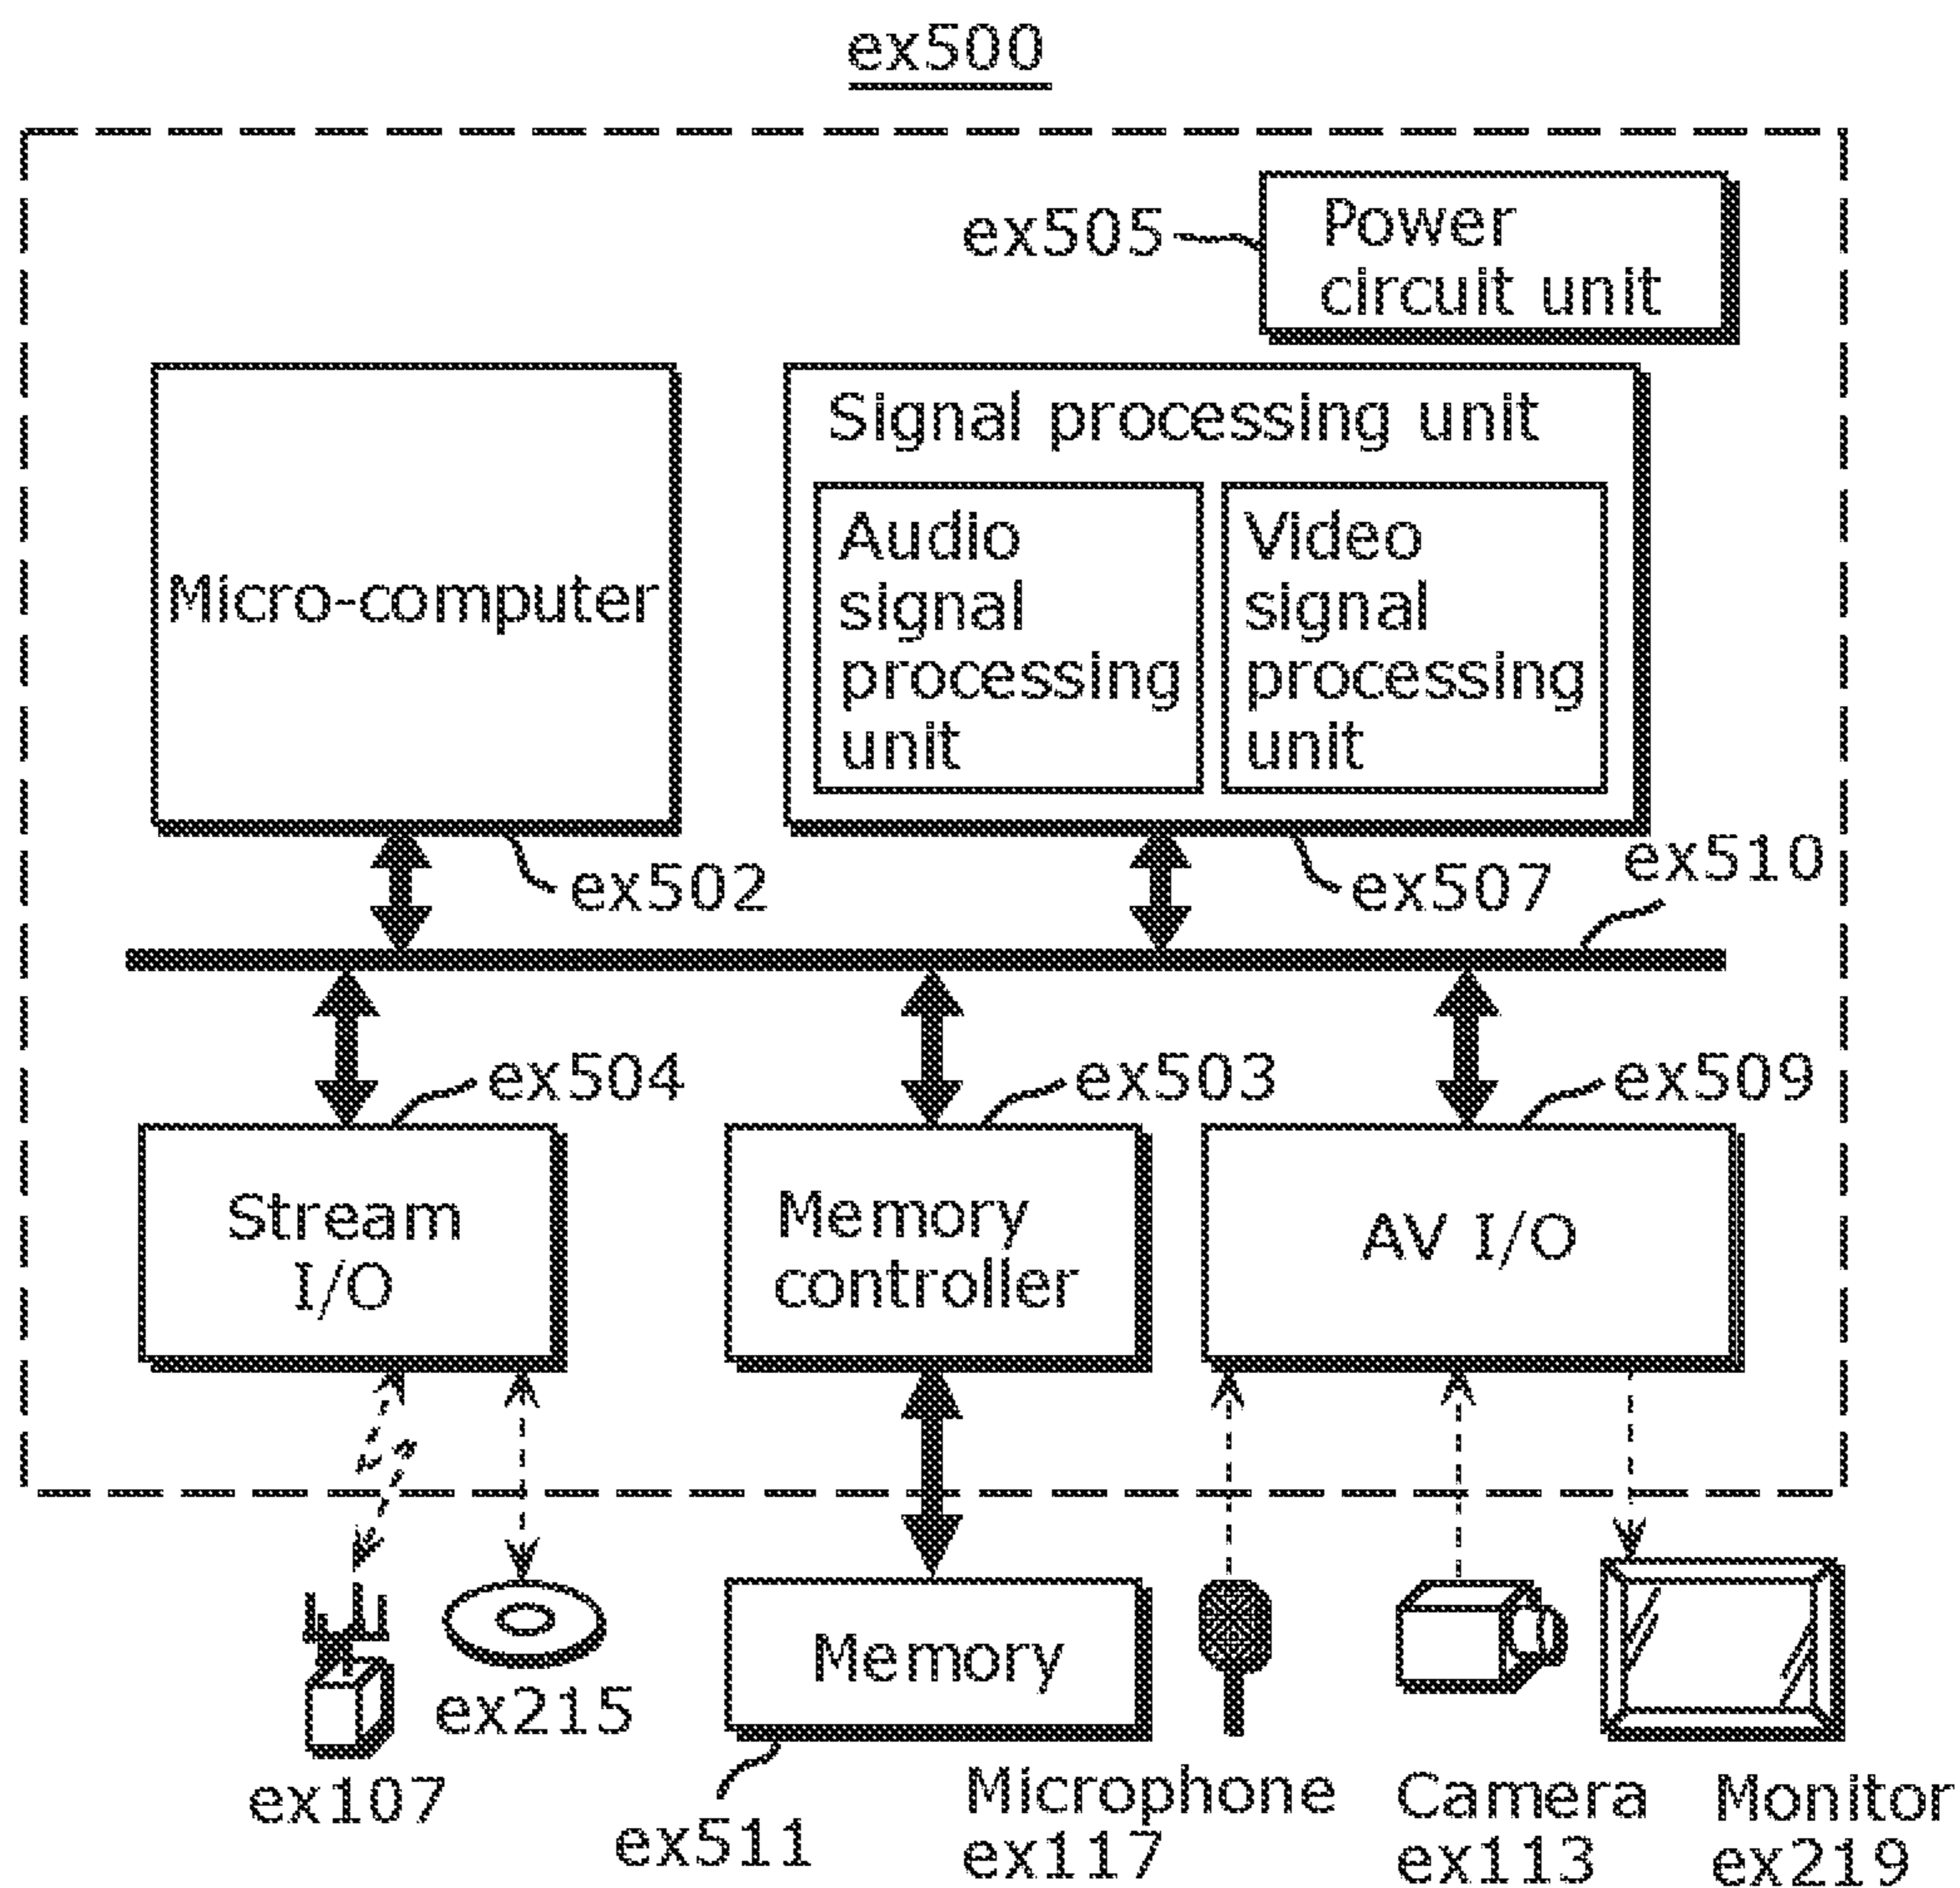 ex500
ex505
Power
circuit unit
Micro-computer
Signal processing unit
Audio
signal
processing
unit
Video
signal
processing
unit
ex502
ex507
ex510
ex504
ex503
ex509
Stream
I/O
Memory
controller
AV I/O
ex107
ex215
Memory
ex511
Microphone
ex117
Camera
ex113
Monitor
ex219